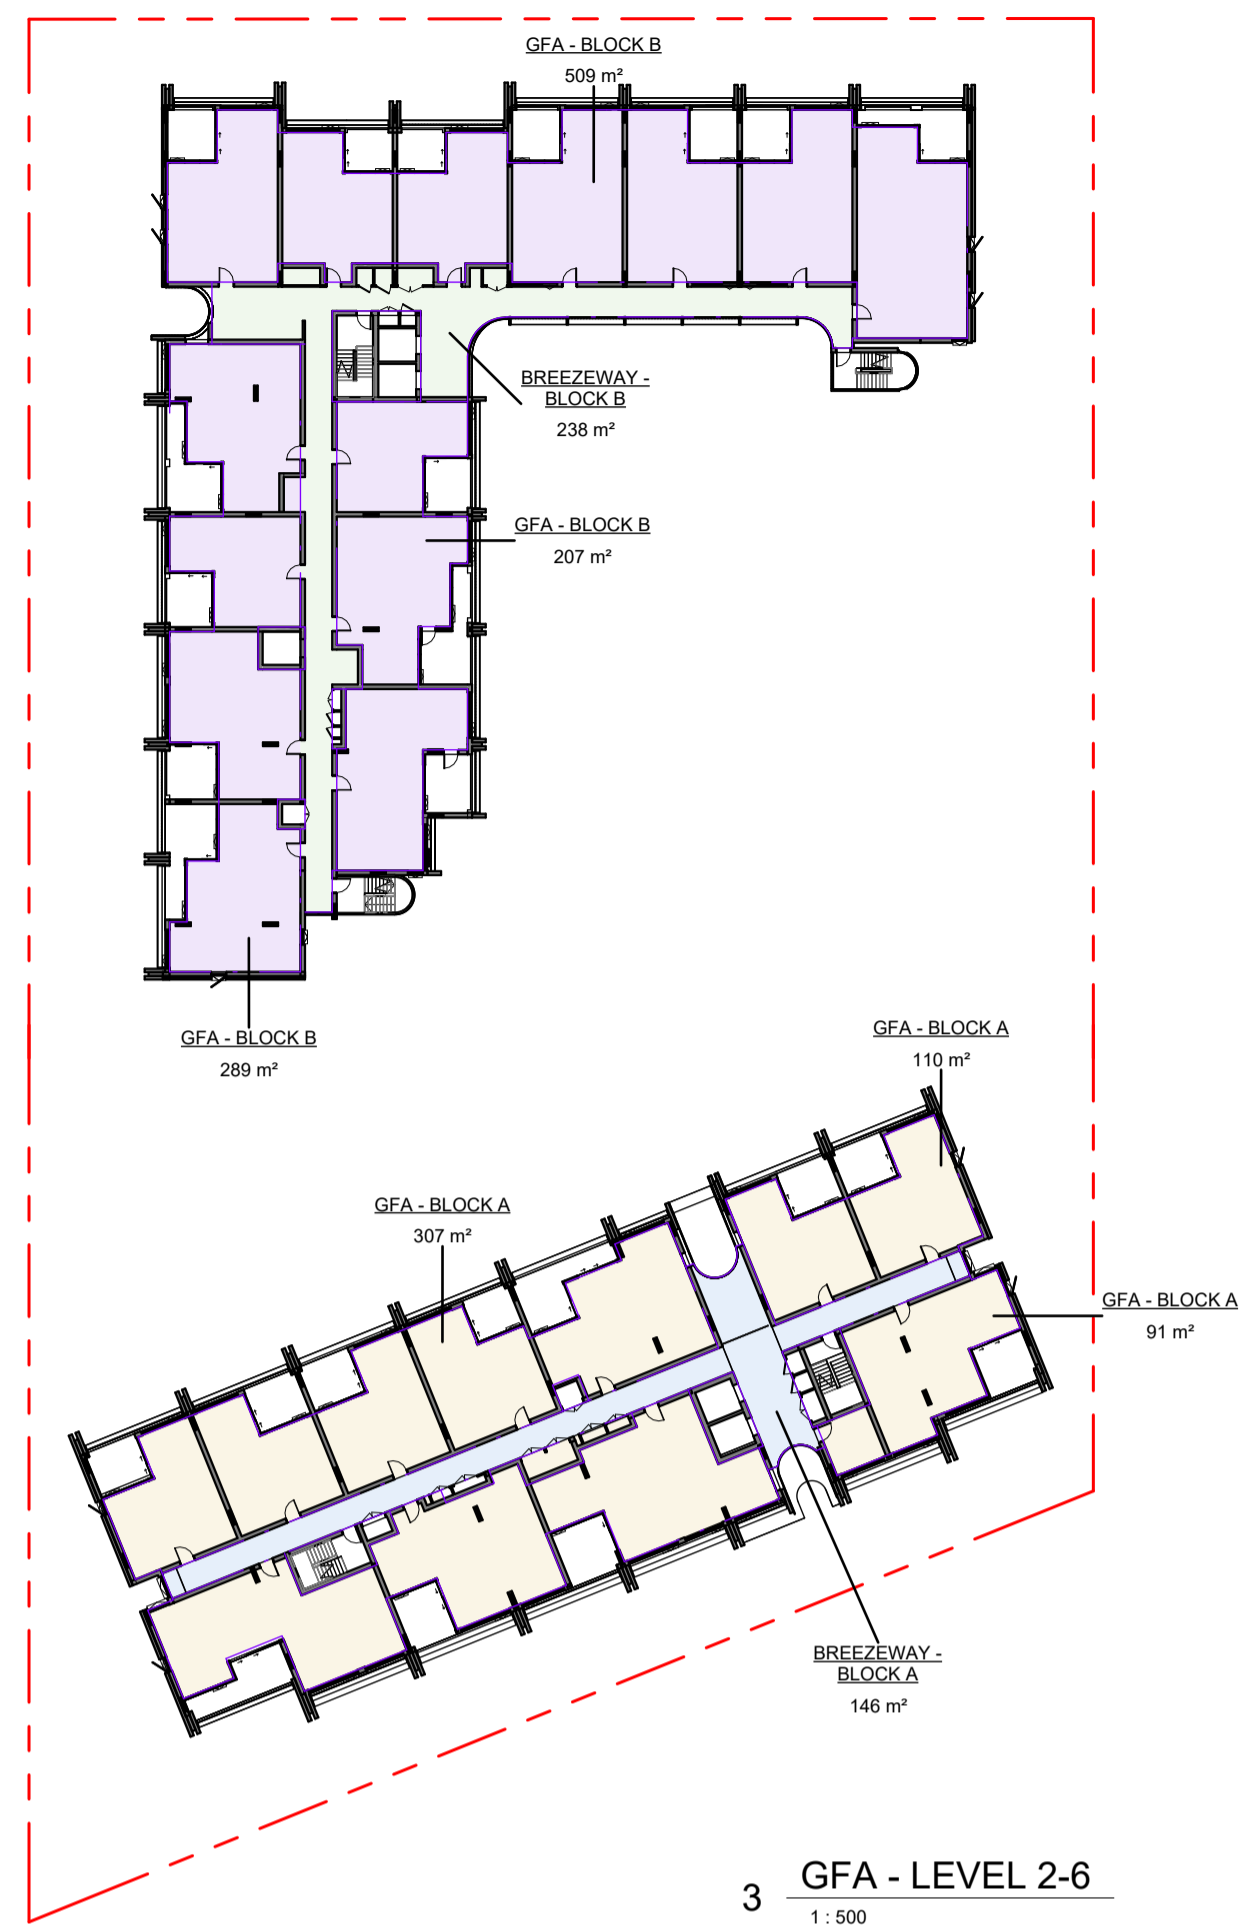 GFA - BLOCK B
509 m²
BREEZEWAY -
BLOCK B
238 m²
GFA - BLOCK B
207 m²
GFA - BLOCK B
289 m²
GFA - BLOCK A
110 m²
GFA - BLOCK A
307 m²
GFA - BLOCK A
91 m²
BREEZEWAY -
BLOCK A
146 m²
3 GFA - LEVEL 2-6
1 : 500